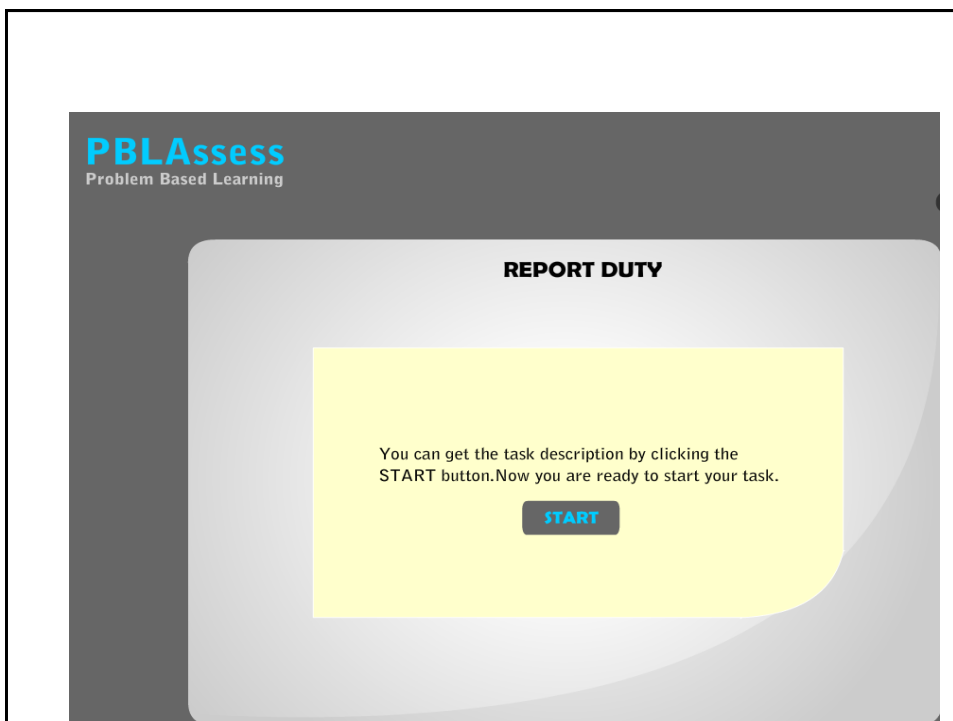 PBLAssess
Problem Based Learning
REPORT DUTY
You can get the task description by clicking the
START button.Now you are ready to start your task.
START